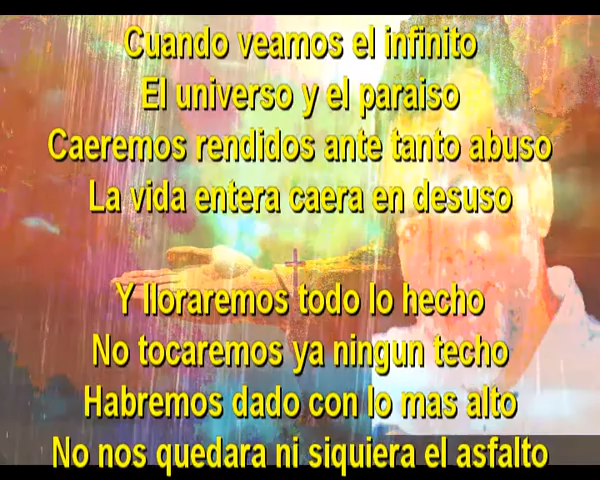 Cuando veamos el infinito
El universo y el paraiso
Caeremos rendidos ante tanto abuso
La vida entera caera en desuso
Y lloraremos todo lo hecho
No tocaremos ya ningun techo
Habremos dado con lo mas alto
No nos quedara ni siquiera el asfalto